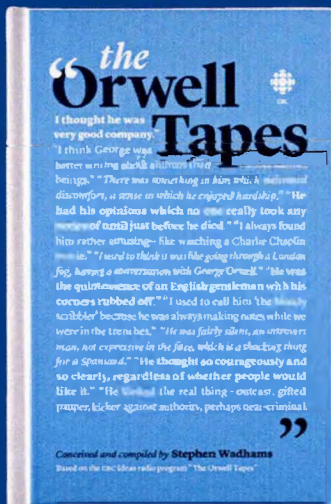 the
“Orwell
Tapes
CBC
I thought he was
very good company.”
“I think George was
better writing about animals than
beings.” “There was something in him which
discomfort, a sense in which he enjoyed hardship.” “He
had his opinions which no one really took any
of until just before he died” “I always found
him rather amusing – like watching a Charlie Chaplin
“I used to think it was like going through a London
fog, having a conversation with George Orwell.” “He was
the quintessence of an English gentleman with his
corners rubbed off.” “I used to call him ‘the bloody
scribbler’ because he was always making notes while we
were in the trenches.” “He was fairly silent, an introvert
man, not expressive in the face, which is a shocking thing
for a Spaniard.” “He thought so courageously and
so clearly, regardless of whether people would
like it.” “He the real thing - outcast, gifted
pauper, kicker against authority, perhaps near-criminal.
”
Conceived and compiled by Stephen Wadhams
Based on the CBC Ideas radio program “The Orwell Tapes”